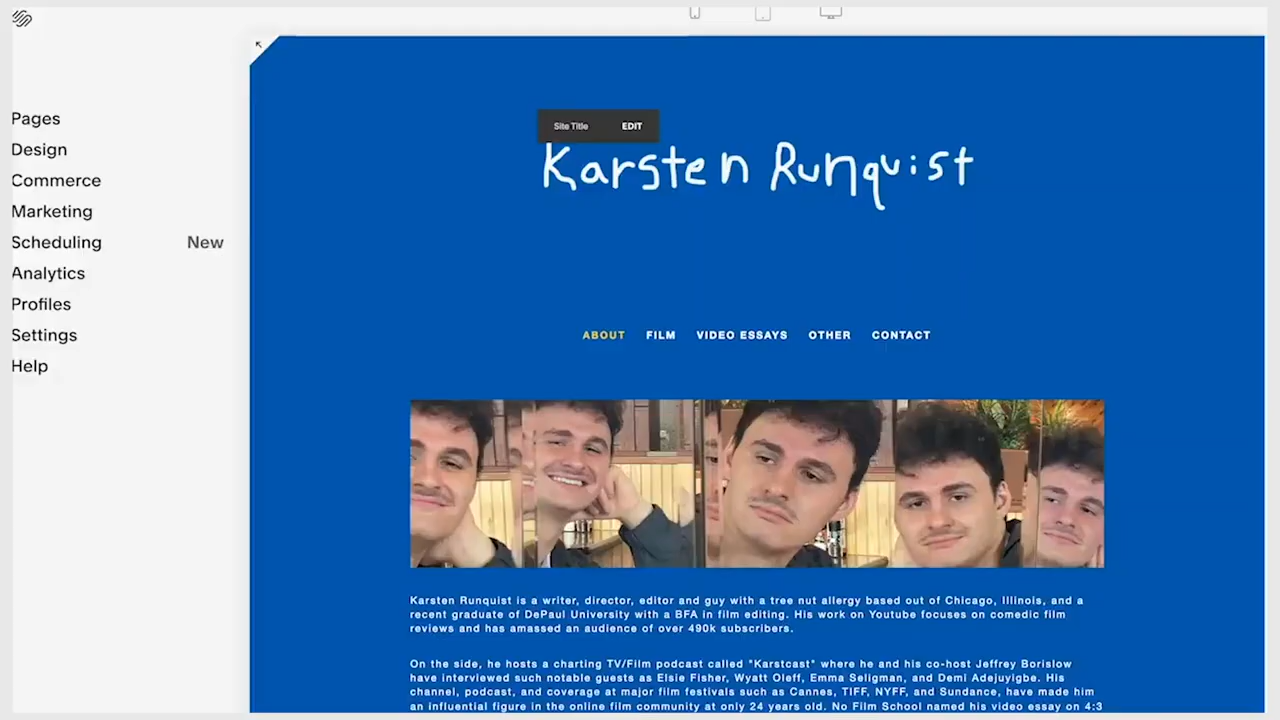 Pages
Design
Commerce
Marketing
Scheduling New
Analytics
Profiles
Settings
Help
Site Title EDIT
Karsten Runquist
ABOUT FILM VIDEO ESSAYS OTHER CONTACT
Karsten Runquist is a writer, director, editor and guy with a tree nut allergy based out of Chicago, Illinois, and a
recent graduate of DePaul University with a BFA in film editing. His work on Youtube focuses on comedic film
reviews and has amassed an audience of over 490k subscribers.
On the side, he hosts a charting TV/Film podcast called "Karstcast" where he and his co-host Jeffrey Borislow
have interviewed such notable guests as Elsie Fisher, Wyatt Oleff, Emma Seligman, and Demi Adejuyigbe. His
channel, podcast, and coverage at major film festivals such as Cannes, TIFF, NYFF, and Sundance, have made him
an influential figure in the online film community at only 24 years old. No Film School named his video essay on 4:3